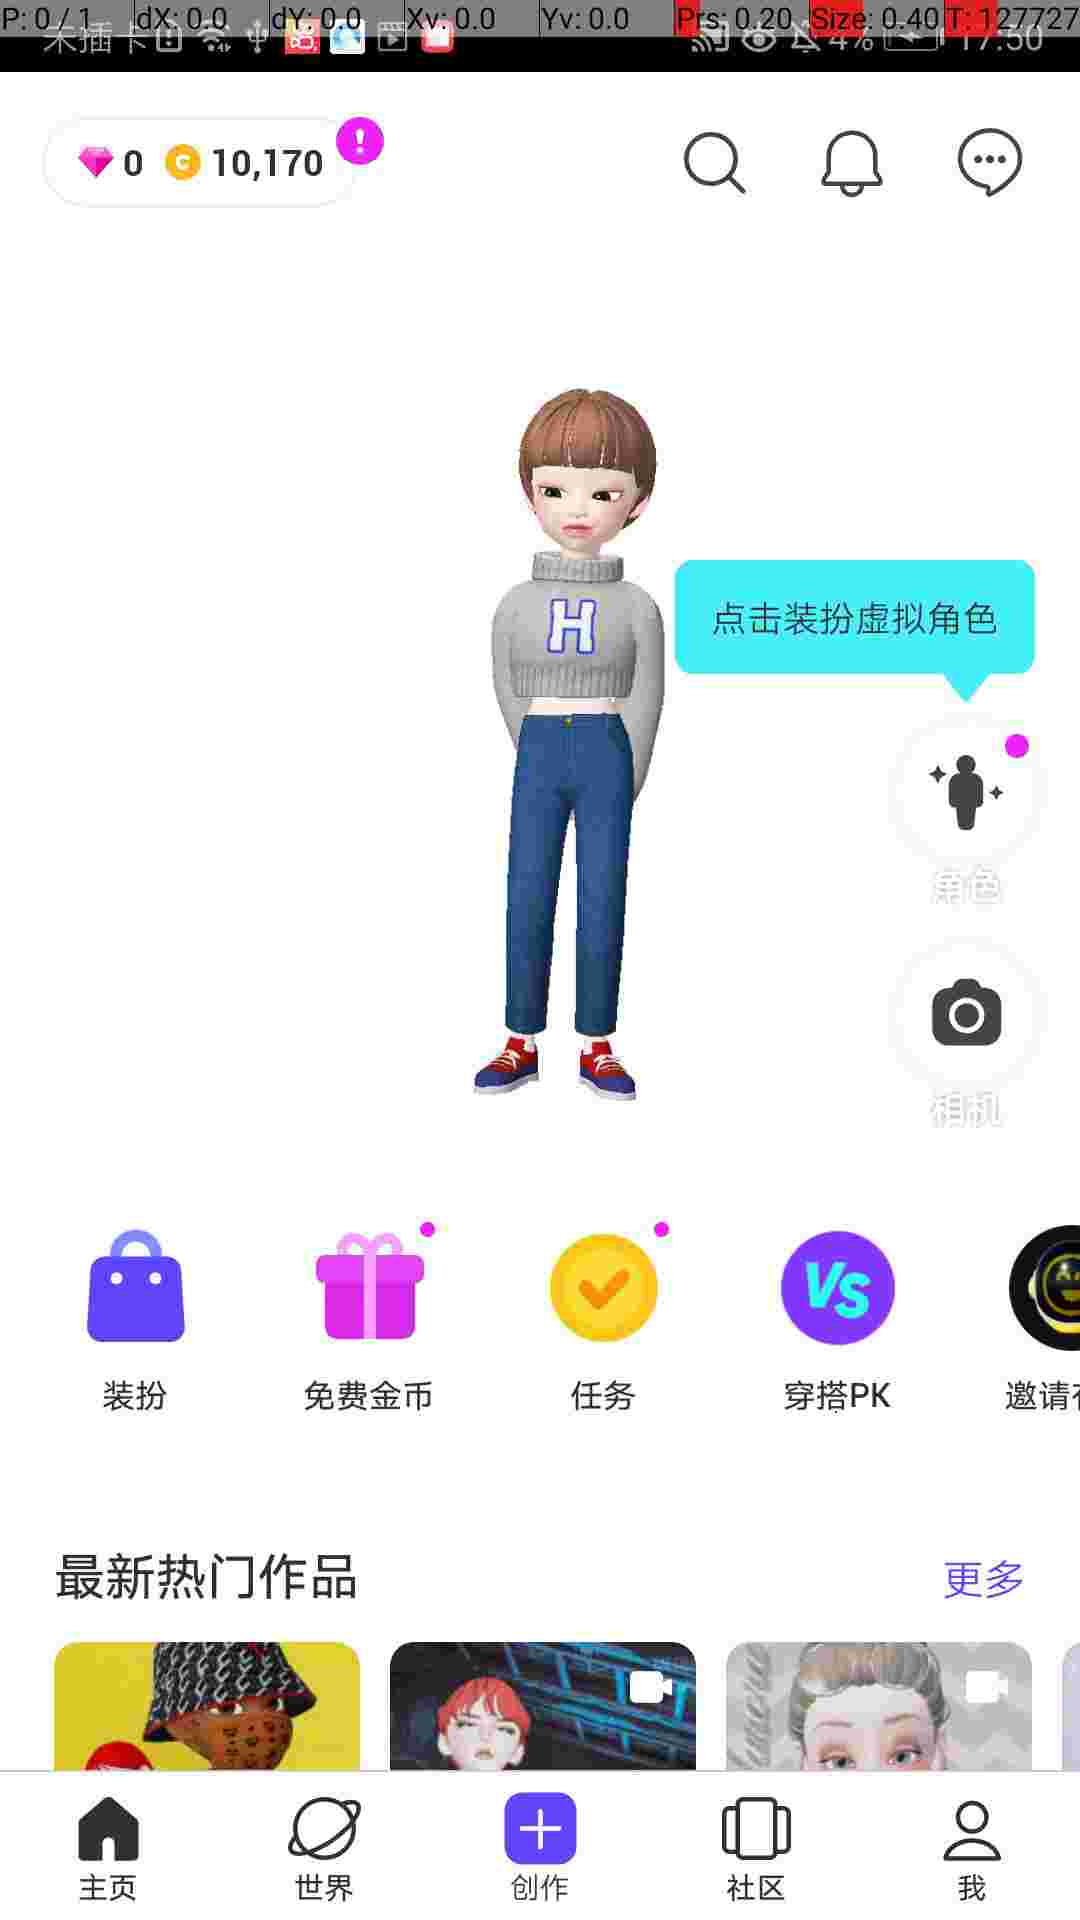 P: 0 / 1 dX: 0.0 dY: 0.0 Xv: 0.0 Yv: 0.0 Prs: 0.20 Size: 0.40 T: 127727
未插卡 4% 17:50
0 10,170
H
点击装扮虚拟角色
角色
相机
VS
装扮 免费金币 任务 穿搭PK 邀请
最新热门作品 更多
主页 世界 创作 社区 我